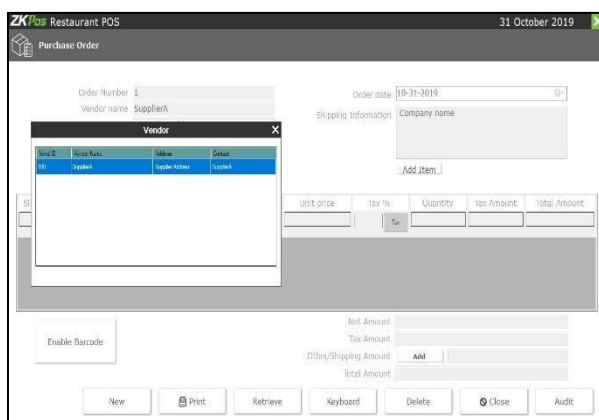 ZKPos Restaurant POS 31 October 2019
Purchase Order
Order Number 1 Order date 10-31-2019
Vendor name SupplierA Shipping Information Company name
Vendor X
Vend ID Vendor Name Address Contact
100 SupplierA Supplier Address SupplierA
Add Item
Unit price Tax % Quantity Tax Amount Total Amount
Tax
Net Amount
Enable Barcode Tax Amount
Other/Shipping Amount Add
Total Amount
New Print Retrieve Keyboard Delete Close Audit